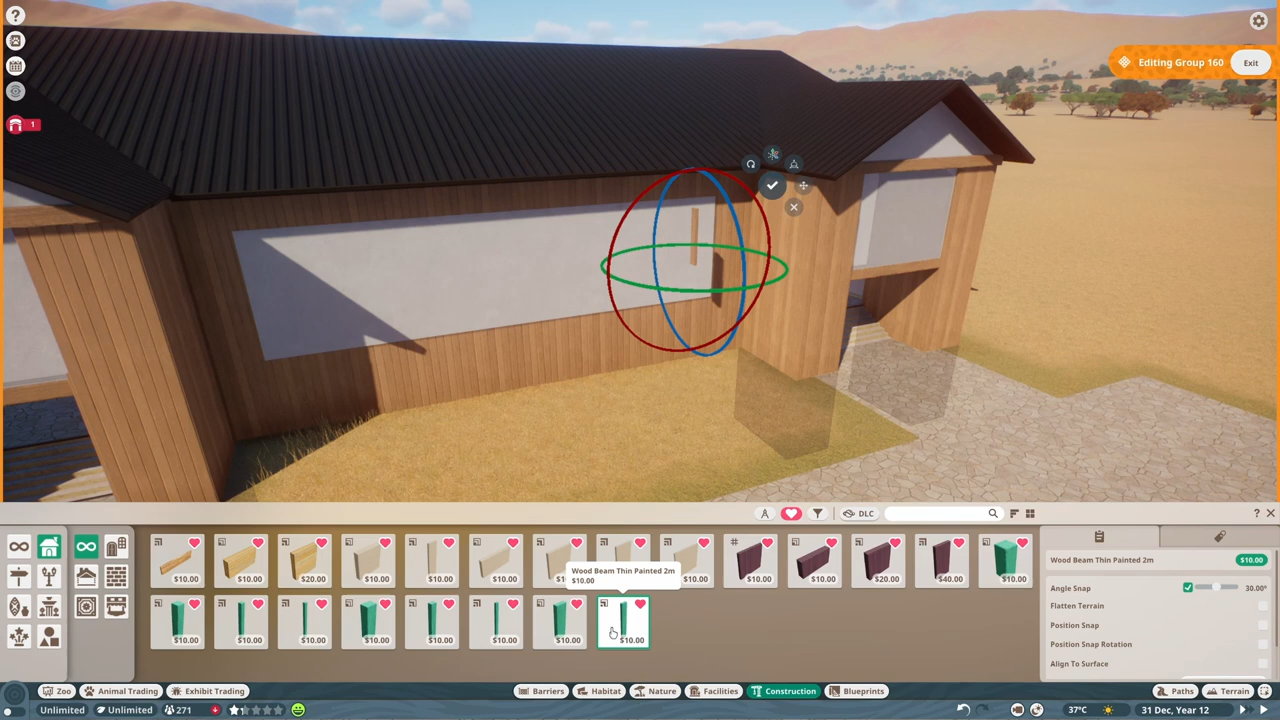 ?
Editing Group 160
Exit
1
DLC
?
$10.00
$10.00
$20.00
$10.00
$10.00
$10.00
Wood Beam Thin Painted 2m
$10.00
$10.00
$10.00
$10.00
$20.00
$40.00
$10.00
$10.00
$10.00
$10.00
$10.00
$10.00
$10.00
$10.00
$10.00
Wood Beam Thin Painted 2m
$10.00
Angle Snap
30.00°
Flatten Terrain
Position Snap
Position Snap Rotation
Align To Surface
Zoo
Animal Trading
Exhibit Trading
Barriers
Habitat
Nature
Facilities
Construction
Blueprints
Paths
Terrain
Unlimited
Unlimited
271
37°C
31 Dec, Year 12